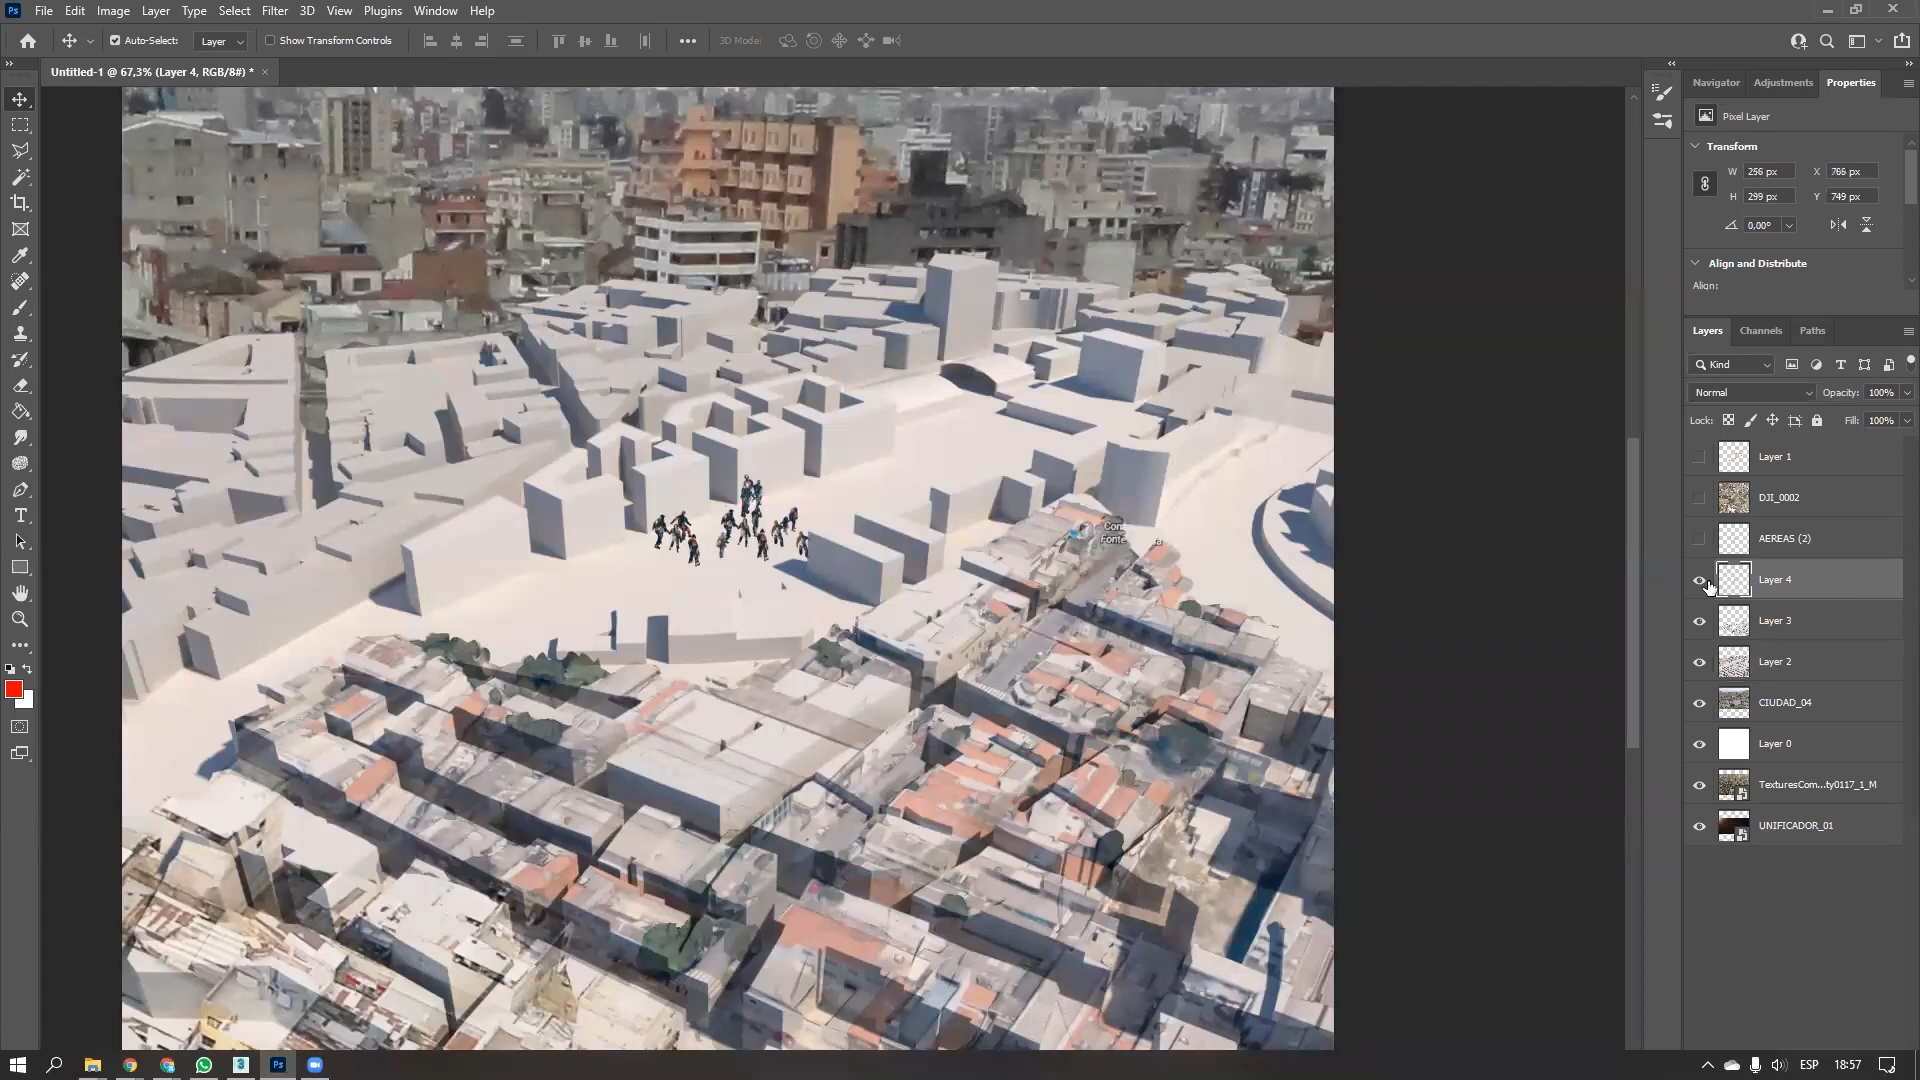 Ps File Edit Image Layer Type Select Filter 3D View Plugins Window Help
Auto-Select: Layer Show Transform Controls 3D Mode:
Untitled-1 @ 67,3% (Layer 4, RGB/8#) * ×
Navigator Adjustments Properties
Pixel Layer
Transform
W 256 px X 766 px
H 299 px Y 749 px
0,00°
Align and Distribute
Align:
Layers Channels Paths
Kind
Normal Opacity: 100%
Lock: Fill: 100%
Layer 1
DJI_0002
AEREAS (2)
Layer 4
Layer 3
Layer 2
CIUDAD_04
Layer 0
TexturesCom...ty0117_1_M
UNIFICADOR_01
Con
Fonte
Ps
ESP 18:57